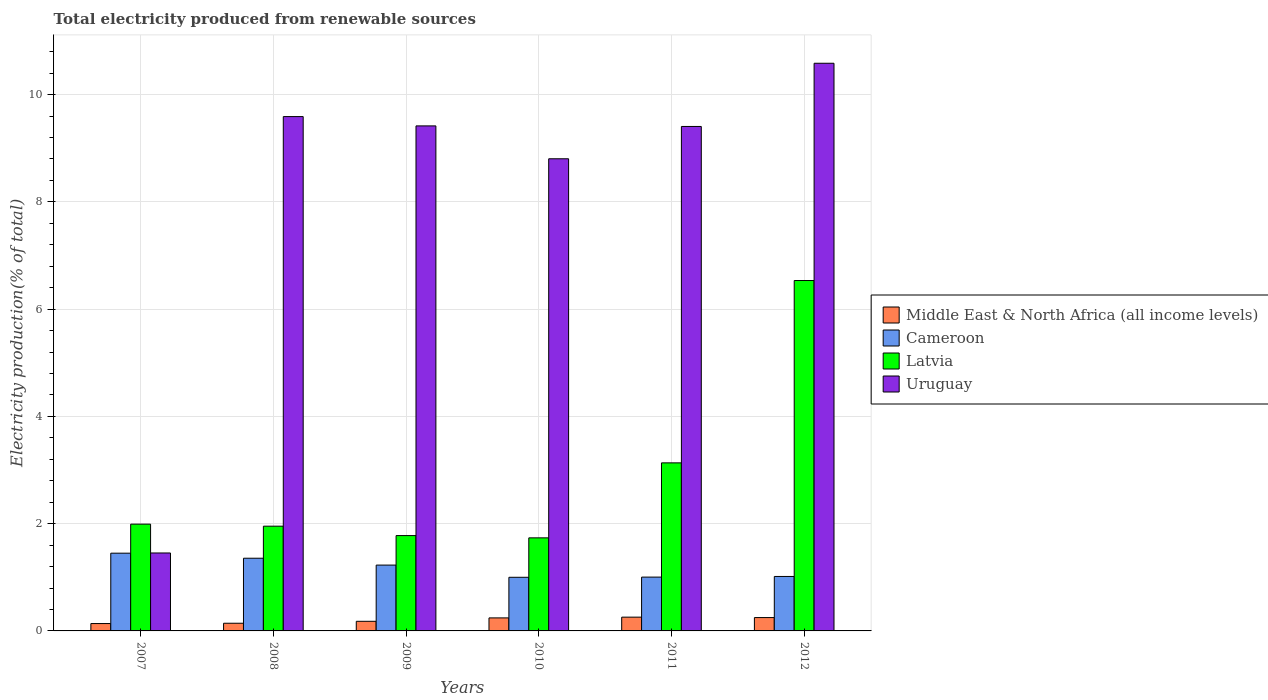 Total electricity produced from renewable sources
Electricity production(% of total)
10
8
6
4
2
0
2007
2008
2009
2010
2011
2012
Years
Middle East & North Africa (all income levels)
Cameroon
Latvia
Uruguay